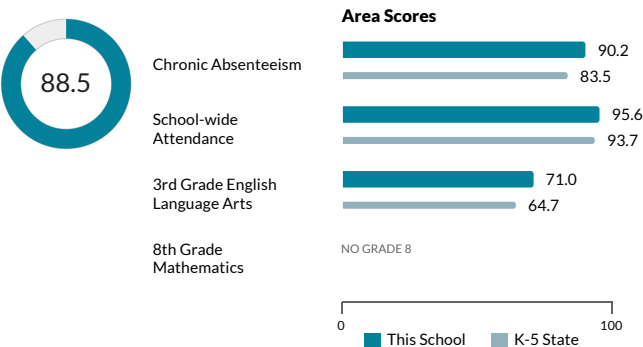 Area Scores
88.5
Chronic Absenteeism
90.2
83.5
School-wide
Attendance
95.6
93.7
3rd Grade English
Language Arts
71.0
64.7
8th Grade
Mathematics
NO GRADE 8
0
100
This School
K-5 State